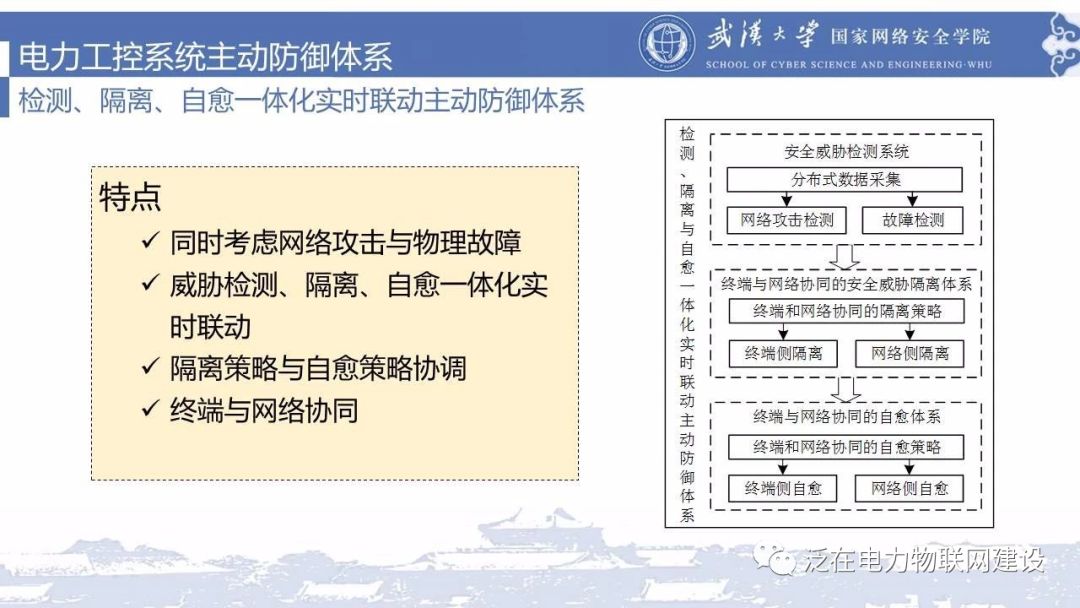 电力工控系统主动防御体系
武漢大学 国家网络安全学院
SCHOOL OF CYBER SCIENCE AND ENGINEERING·WHU
检测、隔离、自愈一体化实时联动主动防御体系
特点
✓ 同时考虑网络攻击与物理故障
✓ 威胁检测、隔离、自愈一体化实
时联动
✓ 隔离策略与自愈策略协调
✓ 终端与网络协同
检测、隔离与自愈一体化实时联动主动防御体系
安全威胁检测系统
分布式数据采集
网络攻击检测 故障检测
终端与网络协同的安全威胁隔离体系
终端和网络协同的隔离策略
终端侧隔离 网络侧隔离
终端与网络协同的自愈体系
终端和网络协同的自愈策略
终端侧自愈 网络侧自愈
泛在电力物联网建设